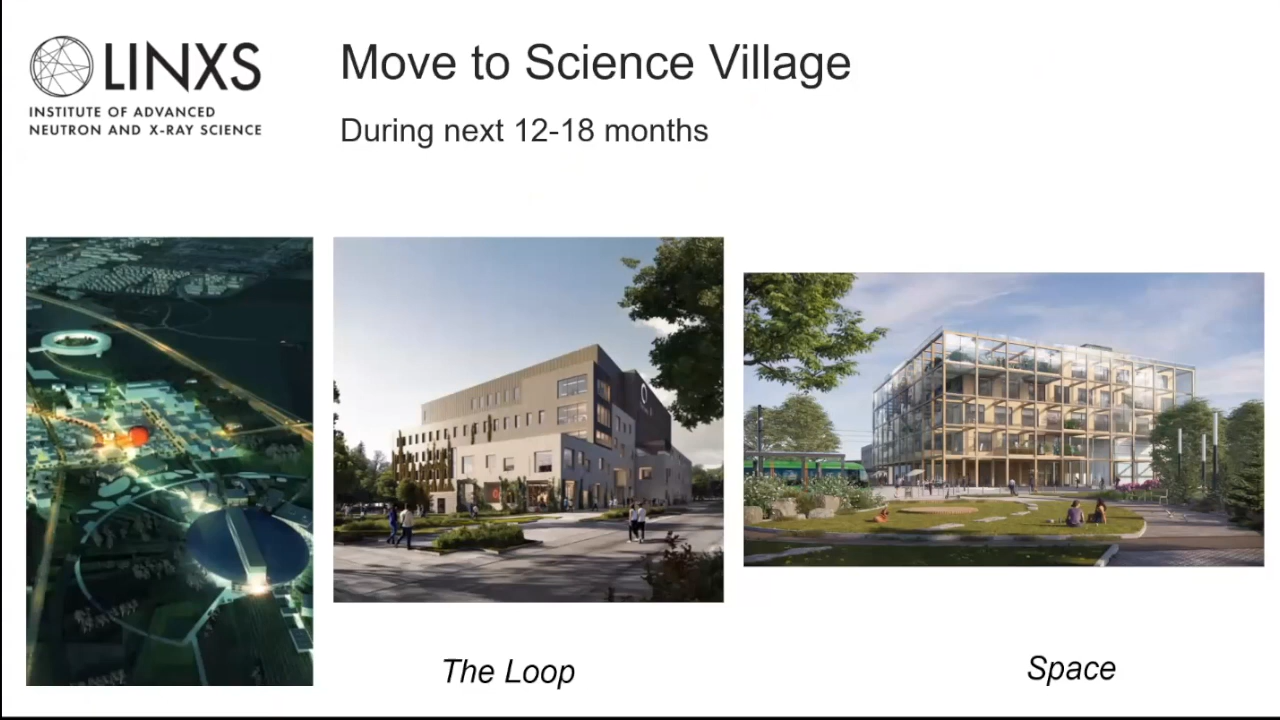 LINXS
INSTITUTE OF ADVANCED
NEUTRON AND X-RAY SCIENCE
Move to Science Village
During next 12-18 months
The Loop
Space